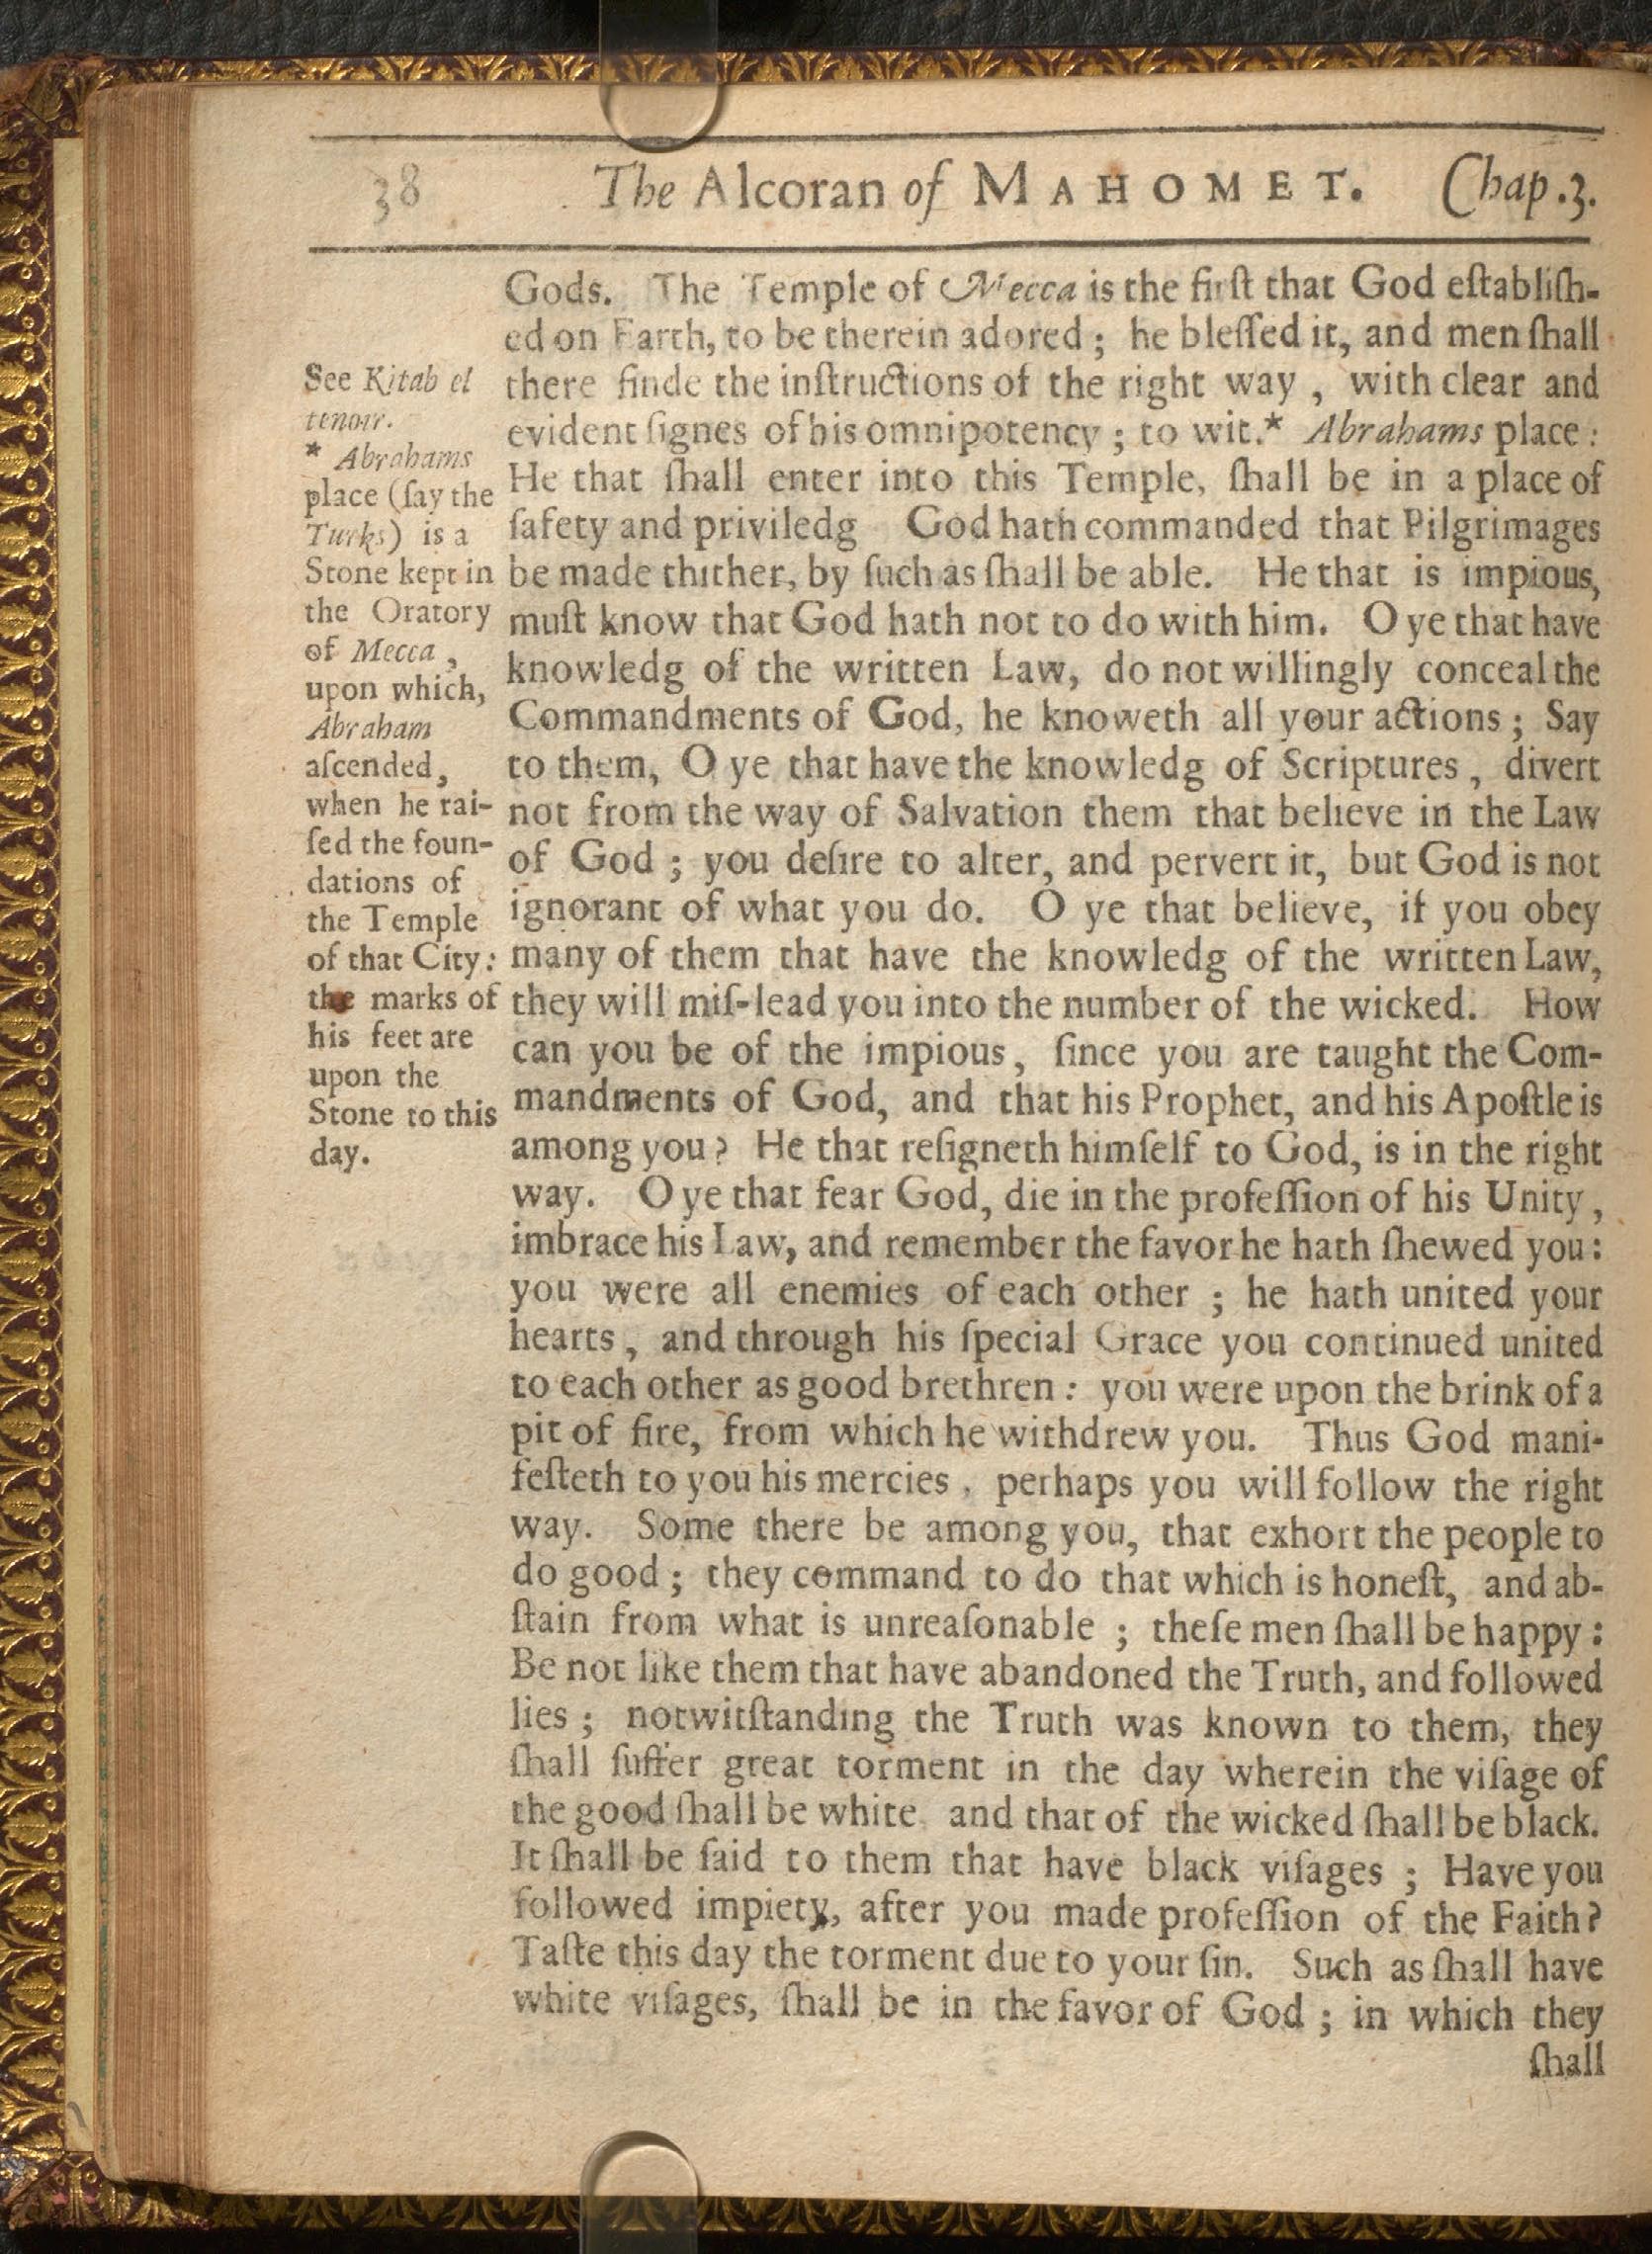 38 The Alcoran of MAHOMET. Chap.3.
Gods. The Temple of Mecca is the firſt that God eſtabliſh-
ed on Earth, to be therein adored; he bleſſed it, and men ſhall
there finde the inſtructions of the right way, with clear and
evident ſignes of his omnipotency; to wit.* Abrahams place:
He that ſhall enter into this Temple, ſhall be in a place of
ſafety and priviledg God hath commanded that Pilgrimages
be made thither, by ſuch as ſhall be able. He that is impious,
muſt know that God hath not to do with him. O ye that have
knowledg of the written Law, do not willingly conceal the
Commandments of God, he knoweth all your actions; Say
to them, O ye that have the knowledg of Scriptures, divert
not from the way of Salvation them that believe in the Law
of God; you deſire to alter, and pervert it, but God is not
ignorant of what you do. O ye that believe, if you obey
many of them that have the knowledg of the written Law,
they will miſ-lead you into the number of the wicked. How
can you be of the impious, ſince you are taught the Com-
mandments of God, and that his Prophet, and his Apoſtle is
among you? He that reſigneth himſelf to God, is in the right
way. O ye that fear God, die in the profeſſion of his Unity,
imbrace his Law, and remember the favor he hath ſhewed you:
you were all enemies of each other; he hath united your
hearts, and through his ſpecial Grace you continued united
to each other as good brethren: you were upon the brink of a
pit of fire, from which he withdrew you. Thus God mani-
feſteth to you his mercies, perhaps you will follow the right
way. Some there be among you, that exhort the people to
do good; they command to do that which is honeſt, and ab-
ſtain from what is unreaſonable; theſe men ſhall be happy:
Be not like them that have abandoned the Truth, and followed
lies; notwitſtanding the Truth was known to them, they
ſhall ſuffer great torment in the day wherein the viſage of
the good ſhall be white and that of the wicked ſhall be black.
It ſhall be ſaid to them that have black viſages; Have you
followed impiety, after you made profeſſion of the Faith?
Taſte this day the torment due to your ſin. Such as ſhall have
white viſages, ſhall be in the favor of God; in which they
ſhall
See Kitab el
tenoir.
* Abrahams
place (ſay the
Turks) is a
Stone kept in
the Oratory
of Mecca,
upon which,
Abraham
aſcended,
when he rai-
ſed the foun-
dations of
the Temple
of that City:
the marks of
his feet are
upon the
Stone to this
day.